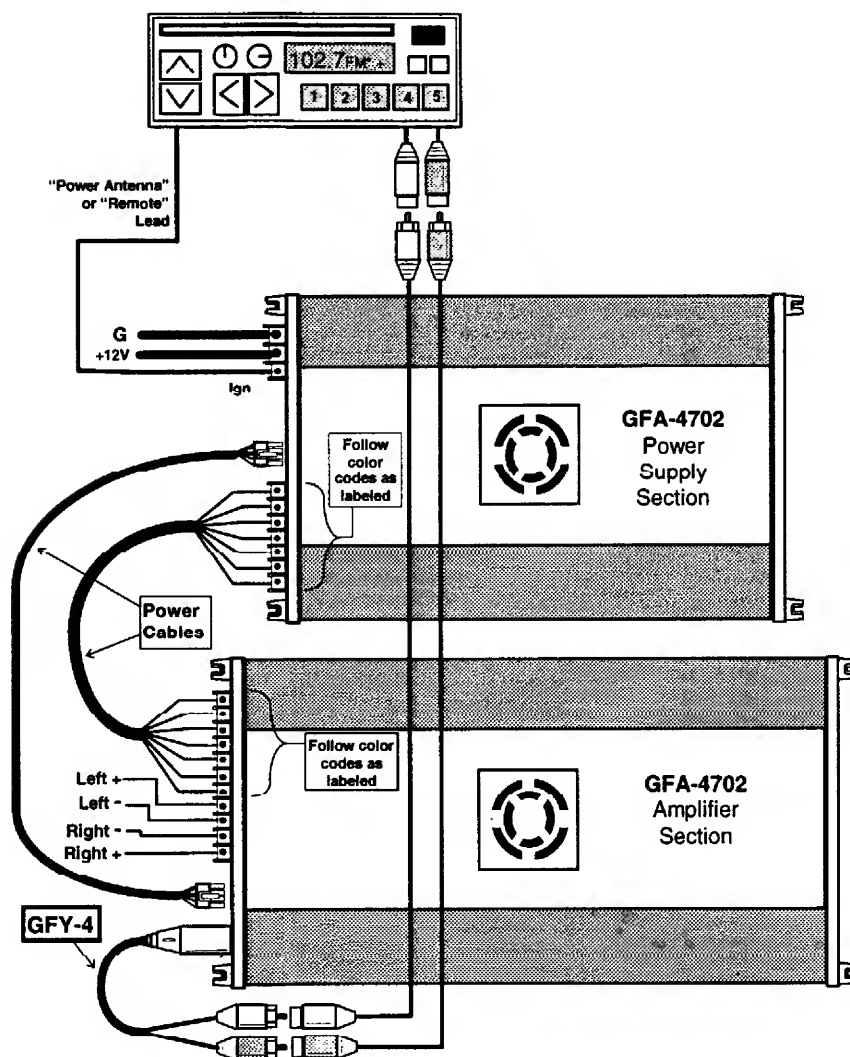 102.7FM
1 2 3 4 5
"Power Antenna"
or "Remote"
Lead
G
+12V
Ign
Follow
color
codes as
labeled
GFA-4702
Power
Supply
Section
Power
Cables
Follow color
codes as
labeled
Left +
Left -
Right -
Right +
GFA-4702
Amplifier
Section
GFY-4